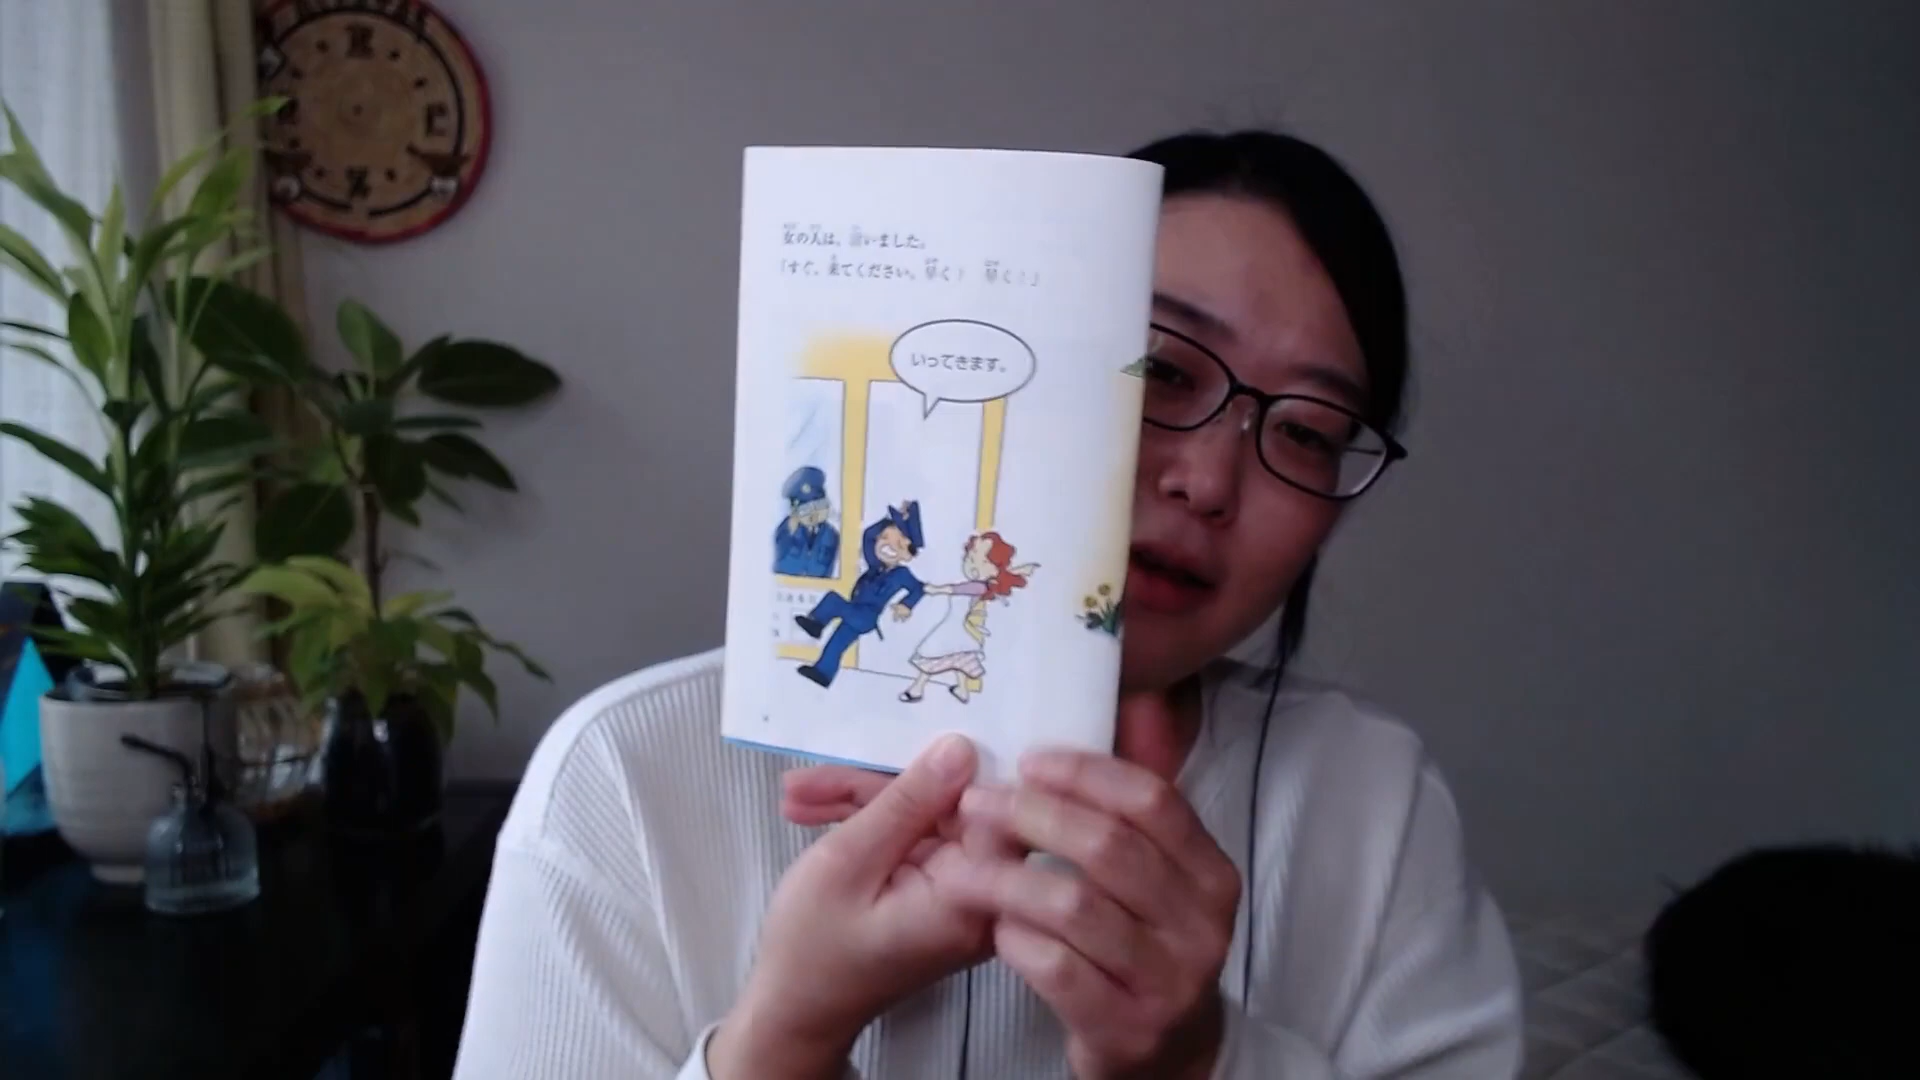 女の人は、言いました。
「すぐ、来てください。早く！　早く！」
いってきます。